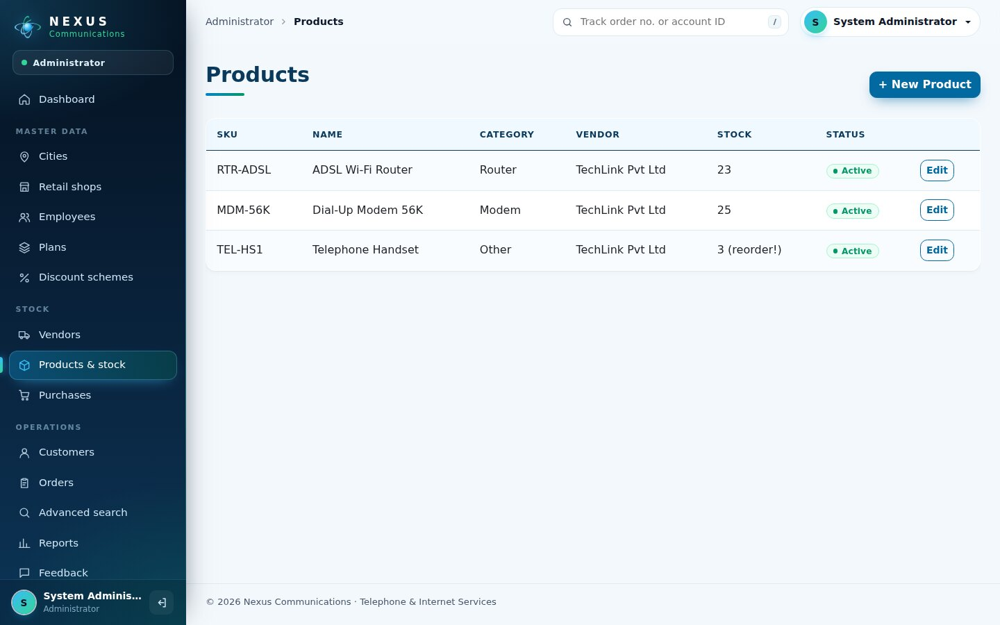 NEXUS
Communications
Administrator
Dashboard
MASTER DATA
Cities
Retail shops
Employees
Plans
Discount schemes
STOCK
Vendors
Products & stock
Purchases
OPERATIONS
Customers
Orders
Advanced search
Reports
Feedback
S System Adminis...
Administrator
Administrator > Products
Track order no. or account ID /
S System Administrator
Products
+ New Product
SKU NAME CATEGORY VENDOR STOCK STATUS
RTR-ADSL ADSL Wi-Fi Router Router TechLink Pvt Ltd 23 Active Edit
MDM-56K Dial-Up Modem 56K Modem TechLink Pvt Ltd 25 Active Edit
TEL-HS1 Telephone Handset Other TechLink Pvt Ltd 3 (reorder!) Active Edit
© 2026 Nexus Communications · Telephone & Internet Services